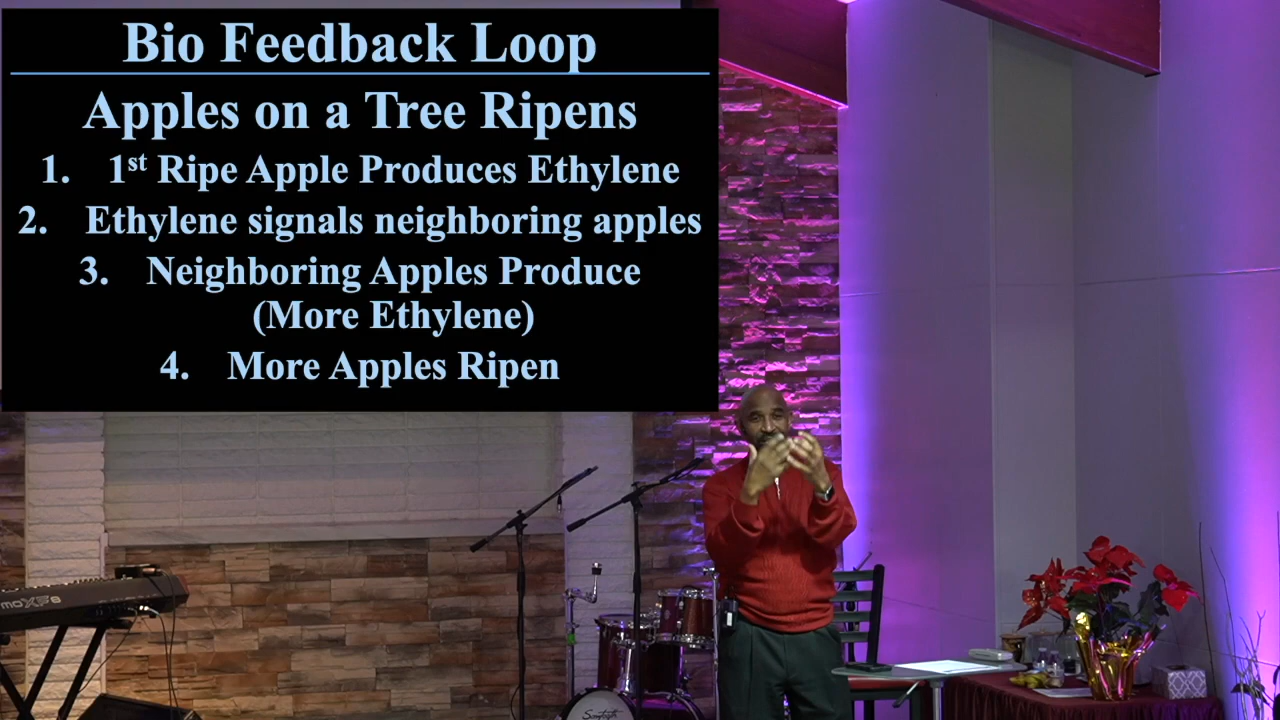 Bio Feedback Loop
Apples on a Tree Ripens
1. 1st Ripe Apple Produces Ethylene
2. Ethylene signals neighboring apples
3. Neighboring Apples Produce
(More Ethylene)
4. More Apples Ripen
MOXF8